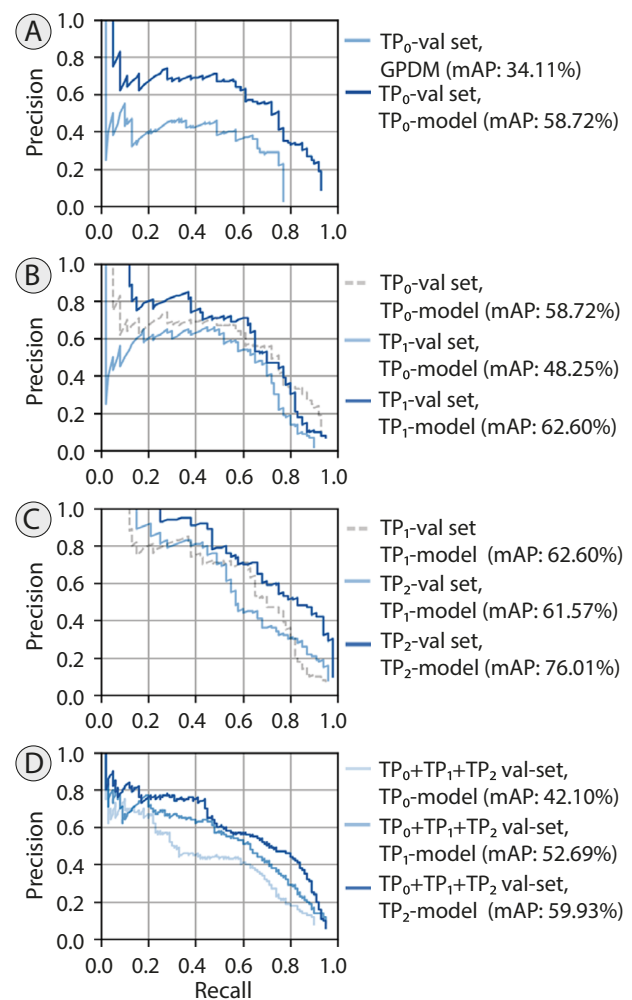 A
1.0
0.8
0.6
0.4
0.2
0.0
Precision
0.0 0.2 0.4 0.6 0.8 1.0
TP₀-val set,
GPDM (mAP: 34.11%)
TP₀-val set,
TP₀-model (mAP: 58.72%)
B
1.0
0.8
0.6
0.4
0.2
0.0
Precision
0.0 0.2 0.4 0.6 0.8 1.0
TP₀-val set,
TP₀-model (mAP: 58.72%)
TP₁-val set,
TP₀-model (mAP: 48.25%)
TP₁-val set,
TP₁-model (mAP: 62.60%)
C
1.0
0.8
0.6
0.4
0.2
0.0
Precision
0.0 0.2 0.4 0.6 0.8 1.0
TP₁-val set
TP₁-model (mAP: 62.60%)
TP₂-val set,
TP₁-model (mAP: 61.57%)
TP₂-val set,
TP₂-model (mAP: 76.01%)
D
1.0
0.8
0.6
0.4
0.2
0.0
Precision
0.0 0.2 0.4 0.6 0.8 1.0
Recall
TP₀+TP₁+TP₂ val-set,
TP₀-model (mAP: 42.10%)
TP₀+TP₁+TP₂ val-set,
TP₁-model (mAP: 52.69%)
TP₀+TP₁+TP₂ val-set,
TP₂-model (mAP: 59.93%)